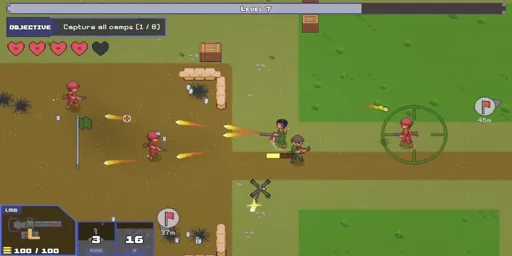 LEVEL 7
OBJECTIVE Capture all camps (1 / 8)
45m
LMG
37m
3
16
100 / 100